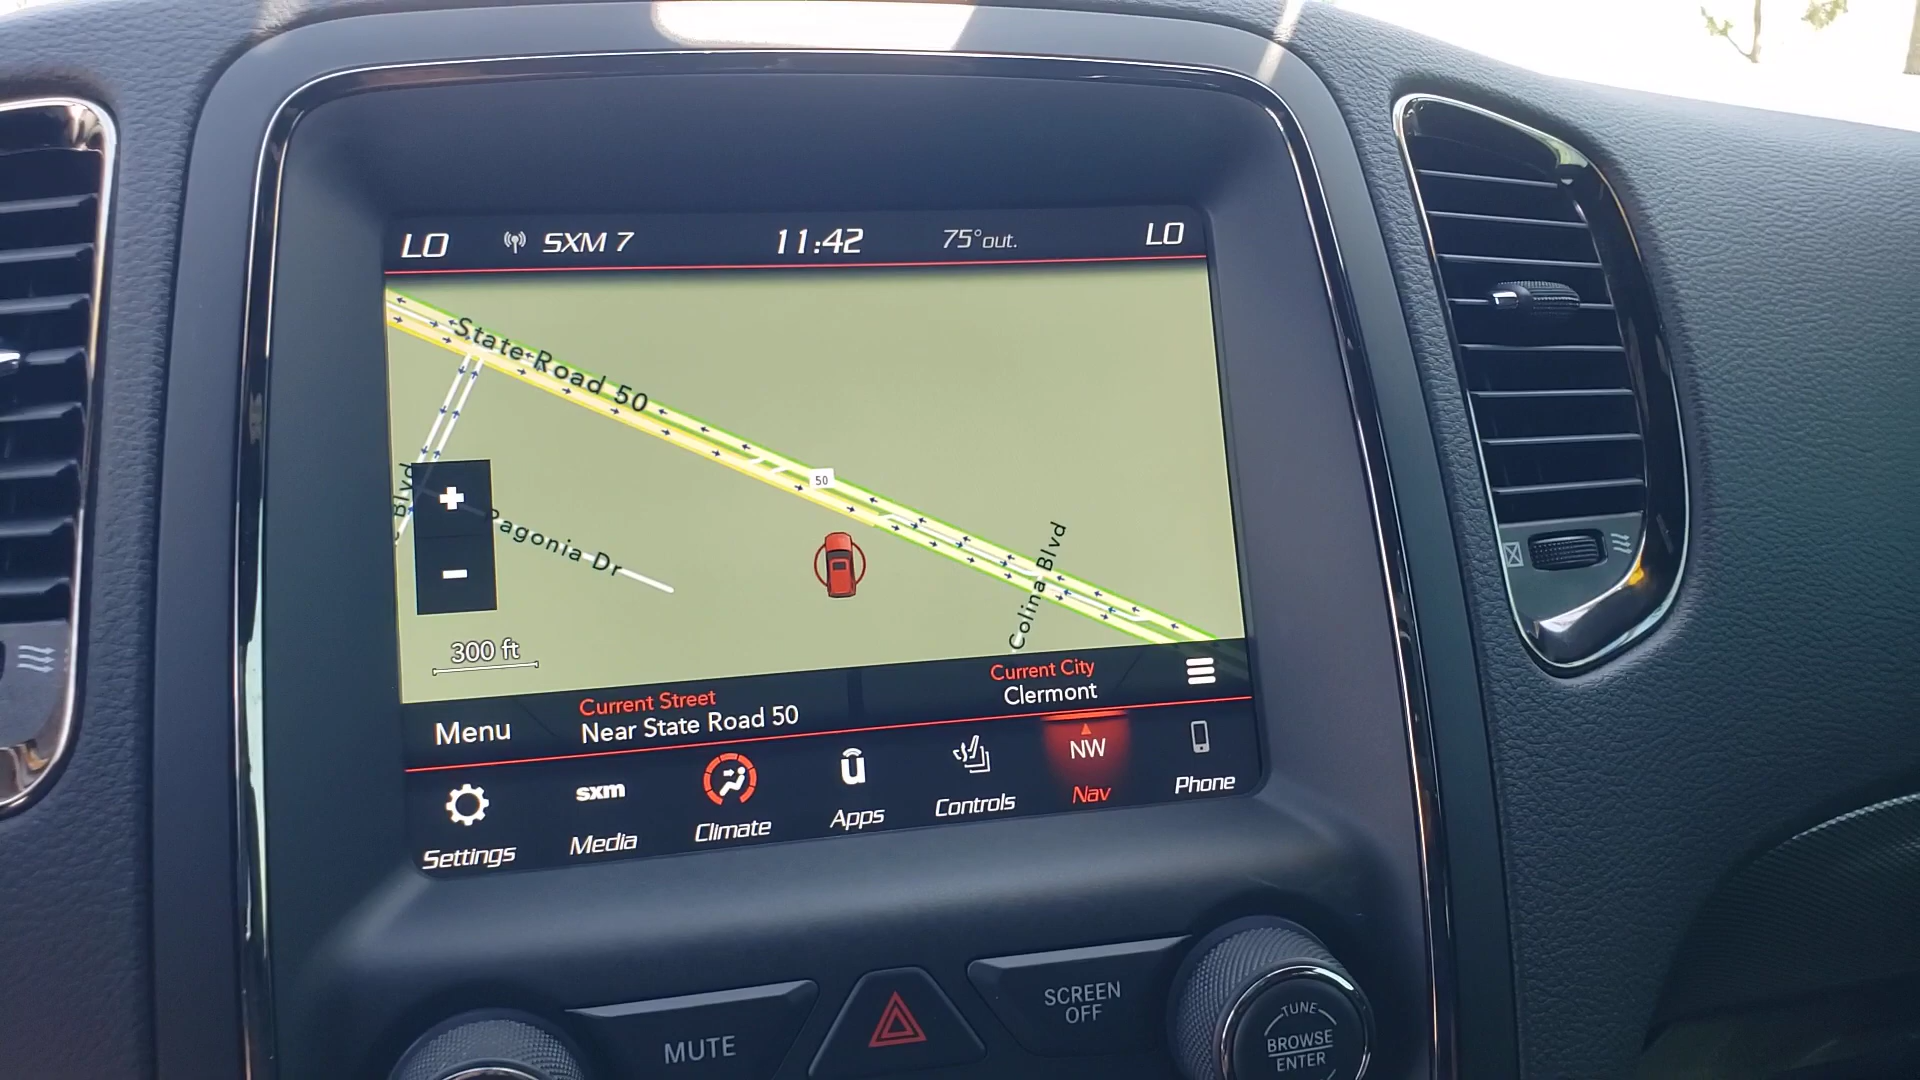 LO SXM 7 11:42 75°out. LO
State Road 50
50
Blvd
Pagonia Dr
Colina Blvd
+
-
300 ft
Current Street
Near State Road 50
Current City
Clermont
Menu
NW
Settings
sxm
Media
Climate
Apps
Controls
Nav
Phone
MUTE
SCREEN
OFF
TUNE
BROWSE
ENTER